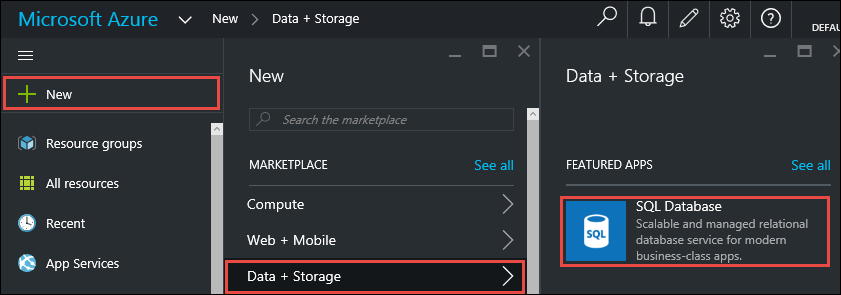 Microsoft Azure New > Data + Storage
DEFAU
New
Resource groups
All resources
Recent
App Services
New
Search the marketplace
MARKETPLACE See all
Compute
Web + Mobile
Data + Storage
Data + Storage
FEATURED APPS See all
SQL
SQL Database
Scalable and managed relational
database service for modern
business-class apps.